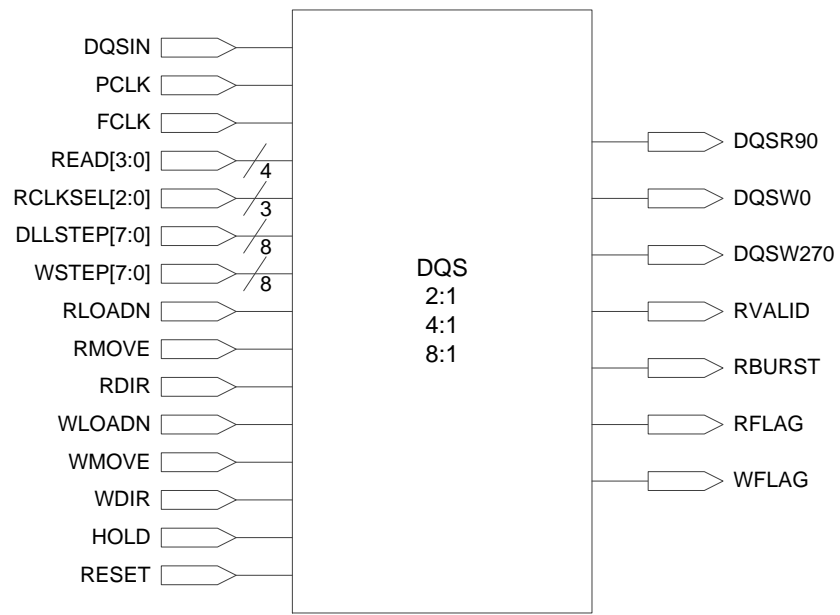 DQSIN
PCLK
FCLK
READ[3:0]
4
RCLKSEL[2:0]
3
DLLSTEP[7:0]
8
WSTEP[7:0]
8
RLOADN
RMOVE
RDIR
WLOADN
WMOVE
WDIR
HOLD
RESET
DQS
2:1
4:1
8:1
DQSR90
DQSW0
DQSW270
RVALID
RBURST
RFLAG
WFLAG